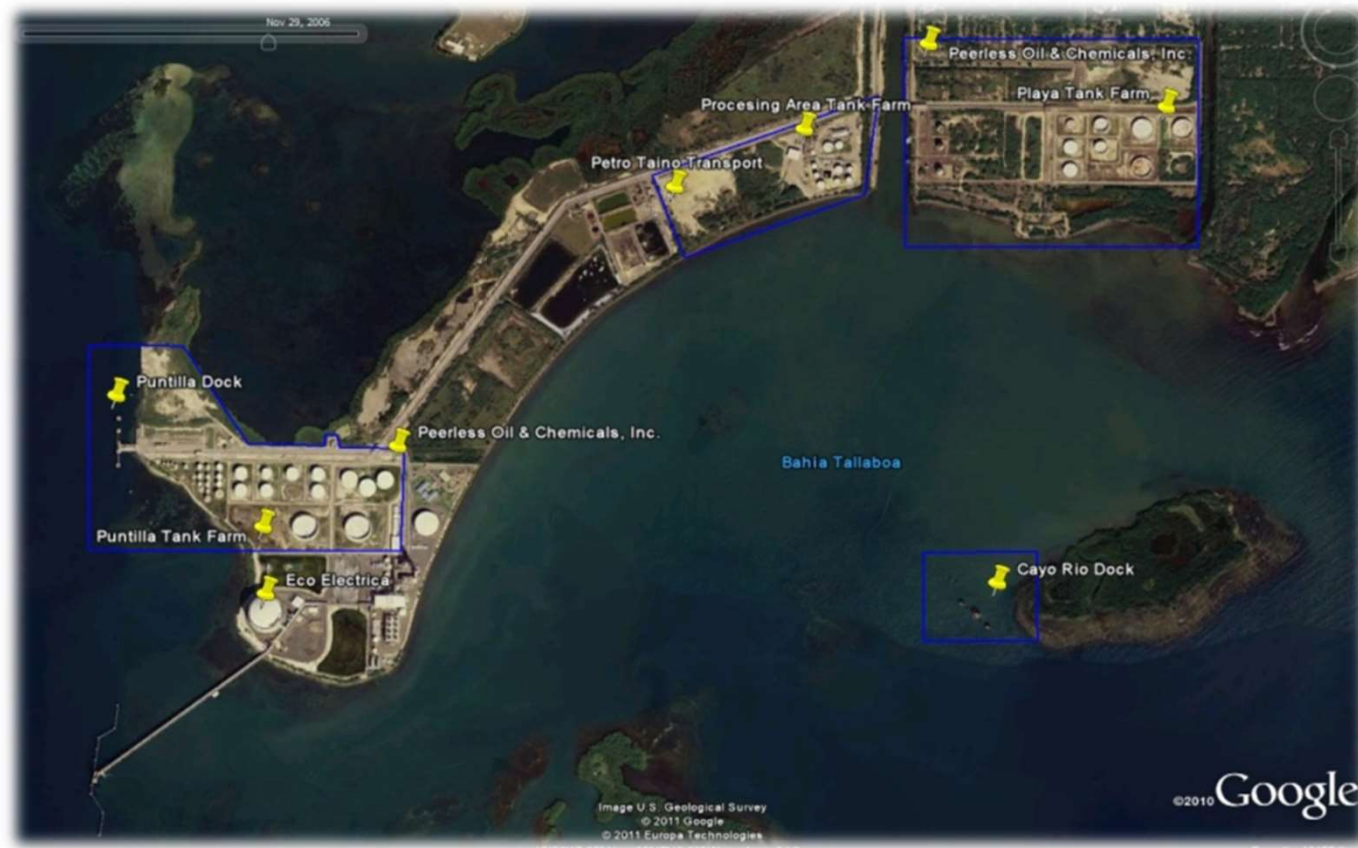 Nov 29, 2006
Peerless Oil & Chemicals, Inc.
Playa Tank Farm
Procesing Area Tank Farm
Petro Taino Transport
Puntilla Dock
Peerless Oil & Chemicals, Inc.
Bahia Tallaboa
Puntilla Tank Farm
Cayo Rio Dock
Eco Electrica
©2010 Google
Image U.S. Geological Survey
© 2011 Google
© 2011 Europa Technologies